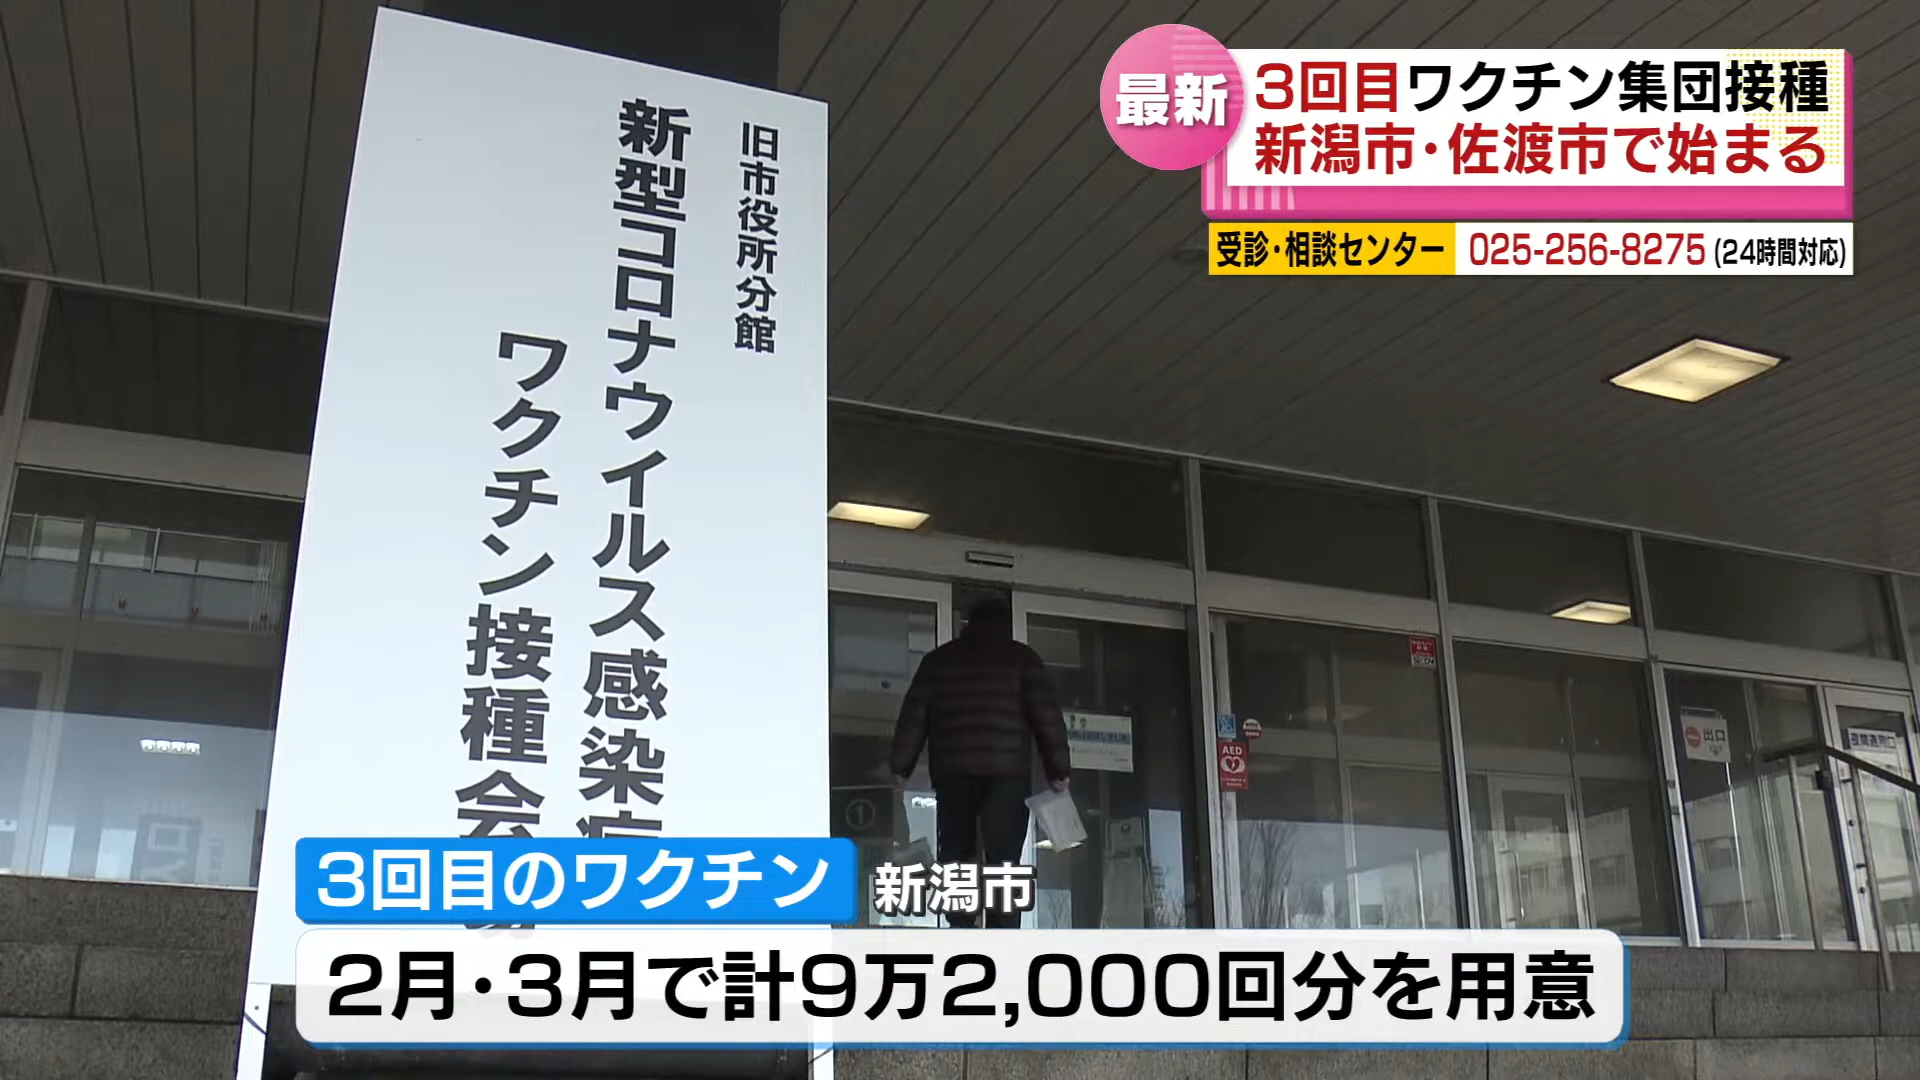 最新
3回目ワクチン集団接種
新潟市・佐渡市で始まる
受診・相談センター 025-256-8275(24時間対応)
旧市役所分館
新型コロナウイルス感染症
ワクチン接種会場
AED
出口
①
3回目のワクチン
新潟市
2月・3月で計9万2,000回分を用意